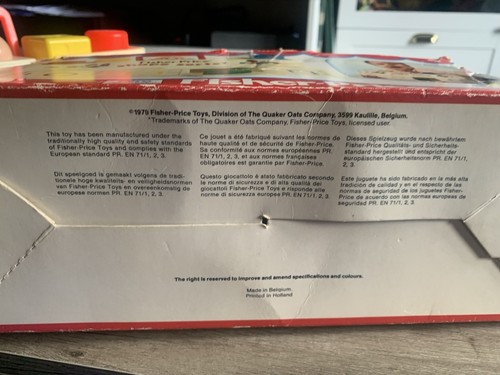 Fisher-Price
©1979 Fisher-Price Toys, Division of The Quaker Oats Company, 3599 Kaulille, Belgium.
*Trademarks of The Quaker Oats Company, Fisher-Price Toys, licensed user.
This toy has been manufactured under the
traditionally high quality and safety standards
of Fisher-Price Toys and complies with the
European standard PR. EN 71/1, 2, 3.
Ce jouet a été fabriqué suivant les normes de
haute qualité et de sécurité de Fisher-Price.
Sa conformité aux normes européennes PR.
EN 71/1, 2, 3, et aux normes françaises
obligatoires est garantie par Fisher-Price.
Dieses Spielzeug wurde nach bewährtem
Fisher-Price Qualitäts- und Sicherheits-
standard hergestellt und entspricht der
europäischen Sicherheitsnorm PR. EN 71/1,
2, 3.
Dit speelgoed is gemaakt volgens de tradi-
tionele hoge kwaliteits- en veiligheidsnormen
van Fisher-Price Toys en overeenkomstig de
europese normen PR. EN 71/1, 2, 3.
Questo giocattolo è stato fabbricato secondo
le norme di sicurezza e di alta qualità dei
giocattoli Fisher-Price Toys e risponde alle
norme di sicurezza europee PR. EN 71/1, 2, 3.
Este juguete ha sido fabricado en la más alta
tradición de calidad y en el respecto de las
normas de seguridad de los juguetes Fisher-
Price de acuerdo con las normas europeas de
seguridad PR. EN 71/1, 2, 3.
The right is reserved to improve and amend specifications and colours.
Made in Belgium
Printed in Holland